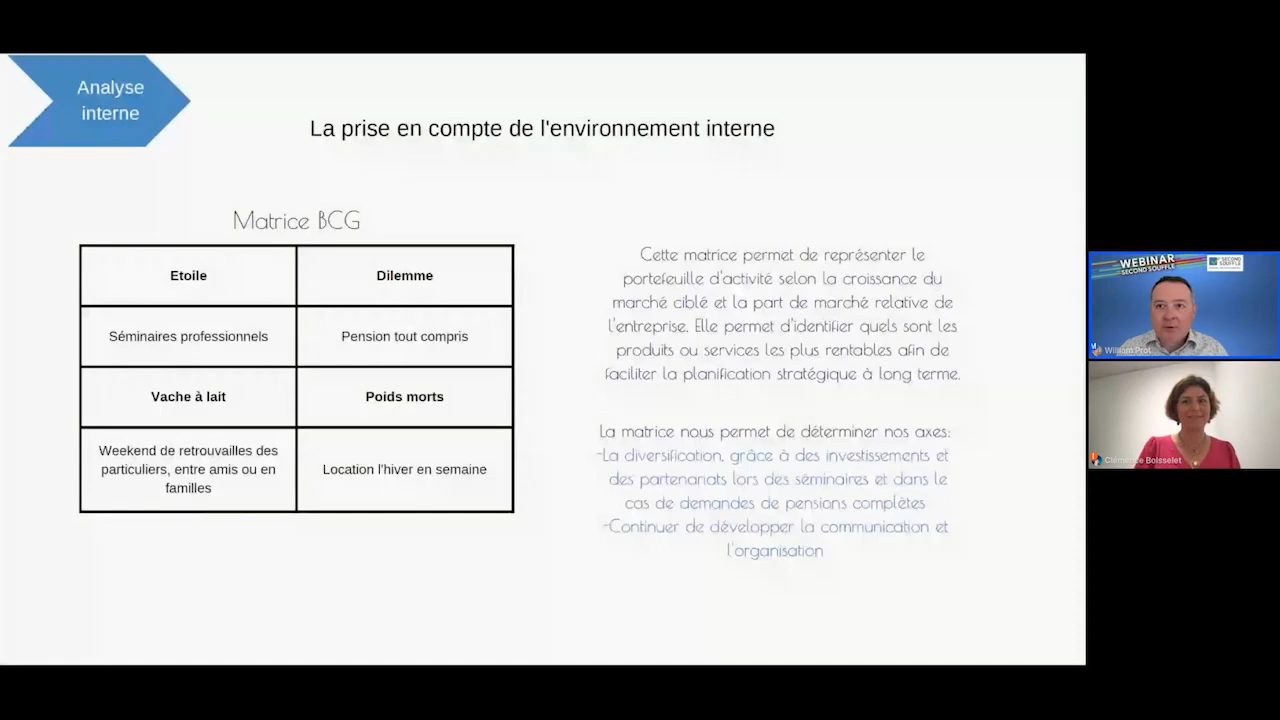 Analyse
interne
La prise en compte de l'environnement interne
Matrice BCG
Etoile
Dilemme
Séminaires professionnels
Pension tout compris
Vache à lait
Poids morts
Weekend de retrouvailles des
particuliers, entre amis ou en
familles
Location l'hiver en semaine
Cette matrice permet de représenter le
portefeuille d'activité selon la croissance du
marché ciblé et la part de marché relative de
l'entreprise. Elle permet d'identifier quels sont les
produits ou services les plus rentables afin de
faciliter la planification stratégique à long terme.
La matrice nous permet de déterminer nos axes:
-La diversification, grâce à des investissements et
des partenariats lors des séminaires et dans le
cas de demandes de pensions complètes
-Continuer de développer la communication et
l'organisation
WEBINAR
SECOND SOUFFLE
SECOND
SOUFFLE
William Prot
Clémence Boisselet